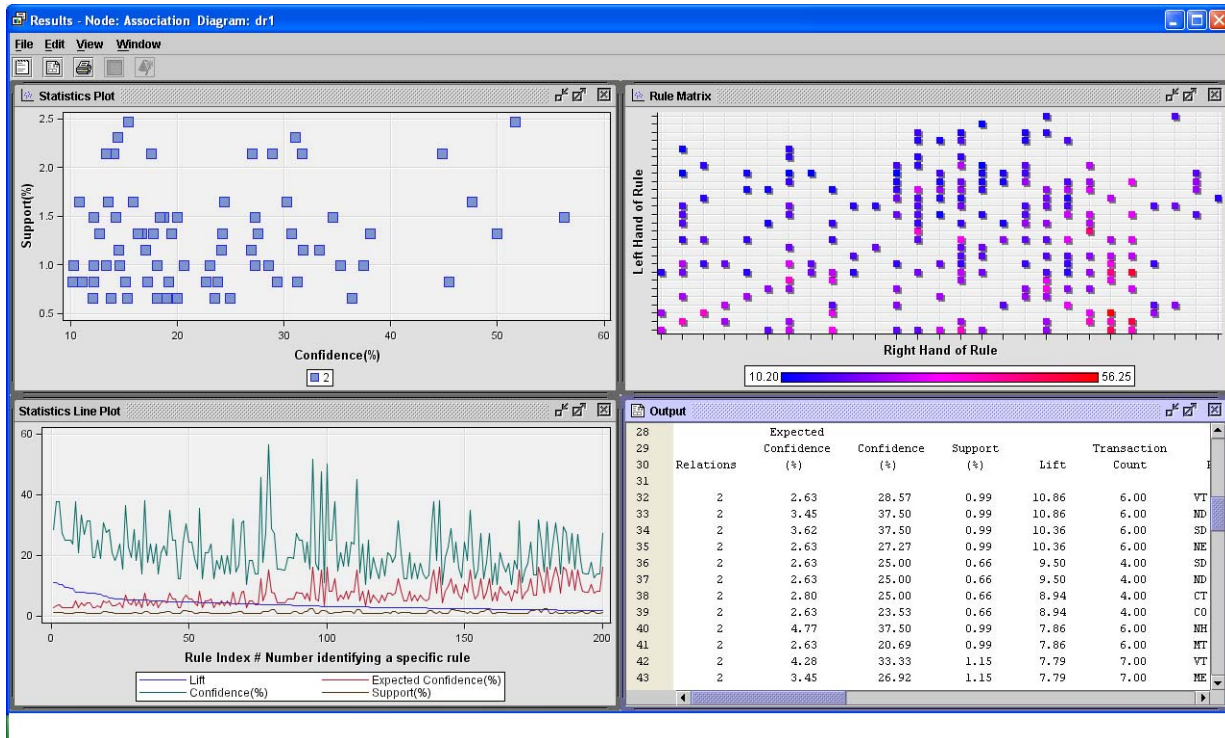 Results - Node: Association Diagram: dr1
File Edit View Window
Statistics Plot
2.5
2.0
1.5
1.0
0.5
Support(%)
10 20 30 40 50 60
Confidence(%)
2
Rule Matrix
Left Hand of Rule
Right Hand of Rule
10.20 56.25
Statistics Line Plot
60
40
20
0
0 50 100 150 200
Rule Index # Number identifying a specific rule
Lift Expected Confidence(%)
Confidence(%) Support(%)
Output
28 Expected
29 Confidence Confidence Support Transaction
30 Relations (%) (%) (%) Lift Count
31
32 2 2.63 28.57 0.99 10.86 6.00 VT
33 2 3.45 37.50 0.99 10.86 6.00 ND
34 2 3.62 37.50 0.99 10.36 6.00 SD
35 2 2.63 27.27 0.99 10.36 6.00 NE
36 2 2.63 25.00 0.66 9.50 4.00 SD
37 2 2.63 25.00 0.66 9.50 4.00 ND
38 2 2.80 25.00 0.66 8.94 4.00 CT
39 2 2.63 23.53 0.66 8.94 4.00 CO
40 2 4.77 37.50 0.99 7.86 6.00 NH
41 2 2.63 20.69 0.99 7.86 6.00 MT
42 2 4.28 33.33 1.15 7.79 7.00 VT
43 2 3.45 26.92 1.15 7.79 7.00 ME